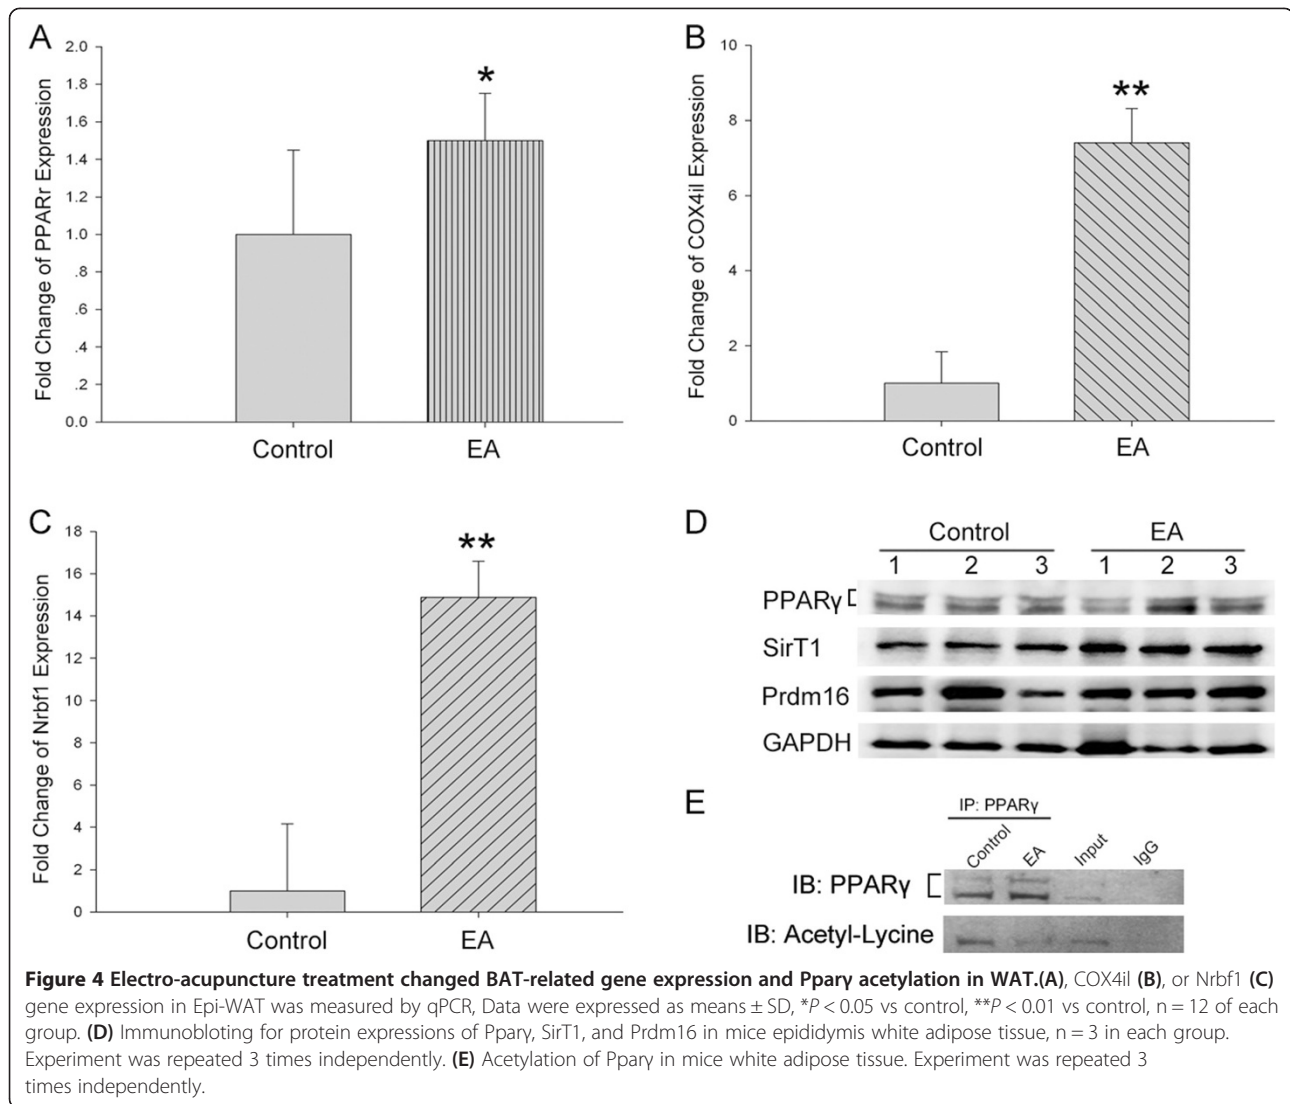 A
2.0
1.8
1.6
1.4
1.2
1.0
.8
.6
.4
.2
0.0
Fold Change of PPARr Expression
*
Control EA
B
10
8
6
4
2
0
Fold Change of COX4il Expression
**
Control EA
C
18
16
14
12
10
8
6
4
2
0
Fold Change of Nrbf1 Expression
**
Control EA
D
Control EA
1 2 3 1 2 3
PPARγ
SirT1
Prdm16
GAPDH
E
IP: PPARγ
Control EA Input IgG
IB: PPARγ
IB: Acetyl-Lycine
Figure 4 Electro-acupuncture treatment changed BAT-related gene expression and Pparγ acetylation in WAT.(A), COX4il (B), or Nrbf1 (C)
gene expression in Epi-WAT was measured by qPCR, Data were expressed as means ± SD, *P < 0.05 vs control, **P < 0.01 vs control, n = 12 of each
group. (D) Immunobloting for protein expressions of Pparγ, SirT1, and Prdm16 in mice epididymis white adipose tissue, n = 3 in each group.
Experiment was repeated 3 times independently. (E) Acetylation of Pparγ in mice white adipose tissue. Experiment was repeated 3
times independently.